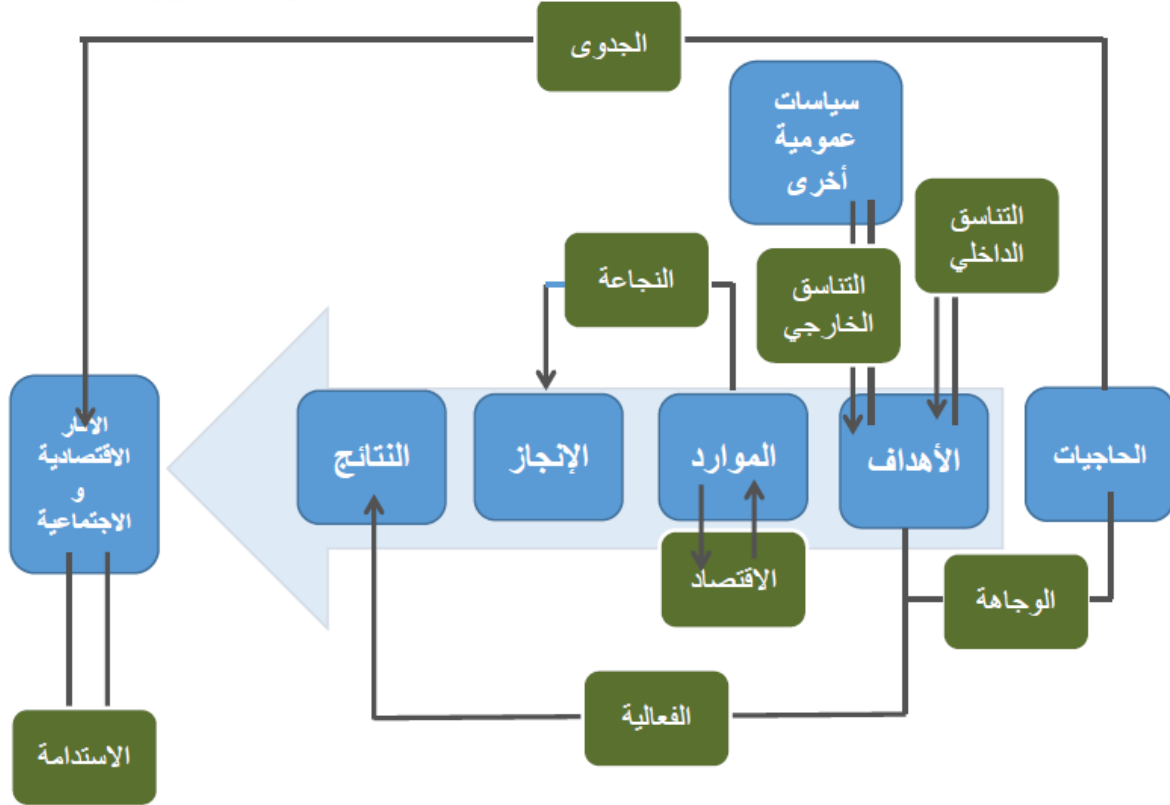 الجدوى
سياسات
عمومية
أخرى
التناسق
الداخلي
النجاعة
التناسق
الخارجي
الحاجيات
الأهداف
الموارد
الإنجاز
النتائج
الاثار
الاقتصادية
و
الاجتماعية
الاقتصاد
الوجاهة
الفعالية
الاستدامة